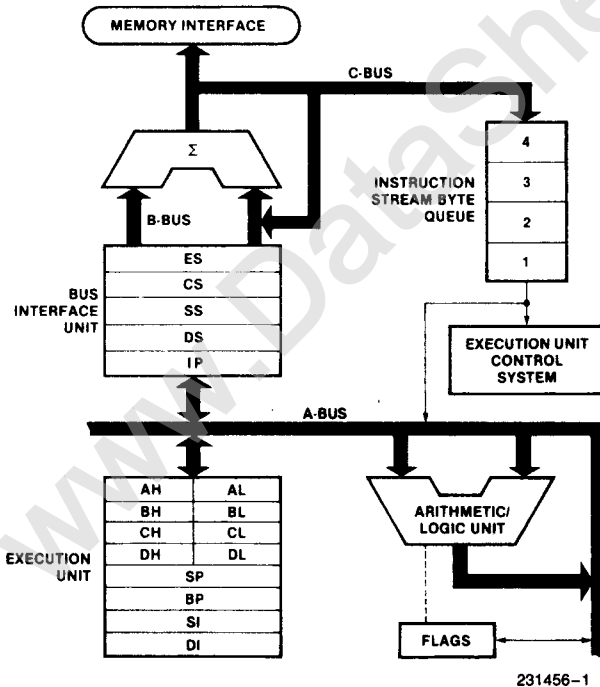 MEMORY INTERFACE
C-BUS
Σ
B-BUS
INSTRUCTION
STREAM BYTE
QUEUE
4
3
2
1
BUS
INTERFACE
UNIT
ES
CS
SS
DS
IP
EXECUTION UNIT
CONTROL
SYSTEM
A-BUS
EXECUTION
UNIT
AH AL
BH BL
CH CL
DH DL
SP
BP
SI
DI
ARITHMETIC/
LOGIC UNIT
FLAGS
231456-1
www.DataShe